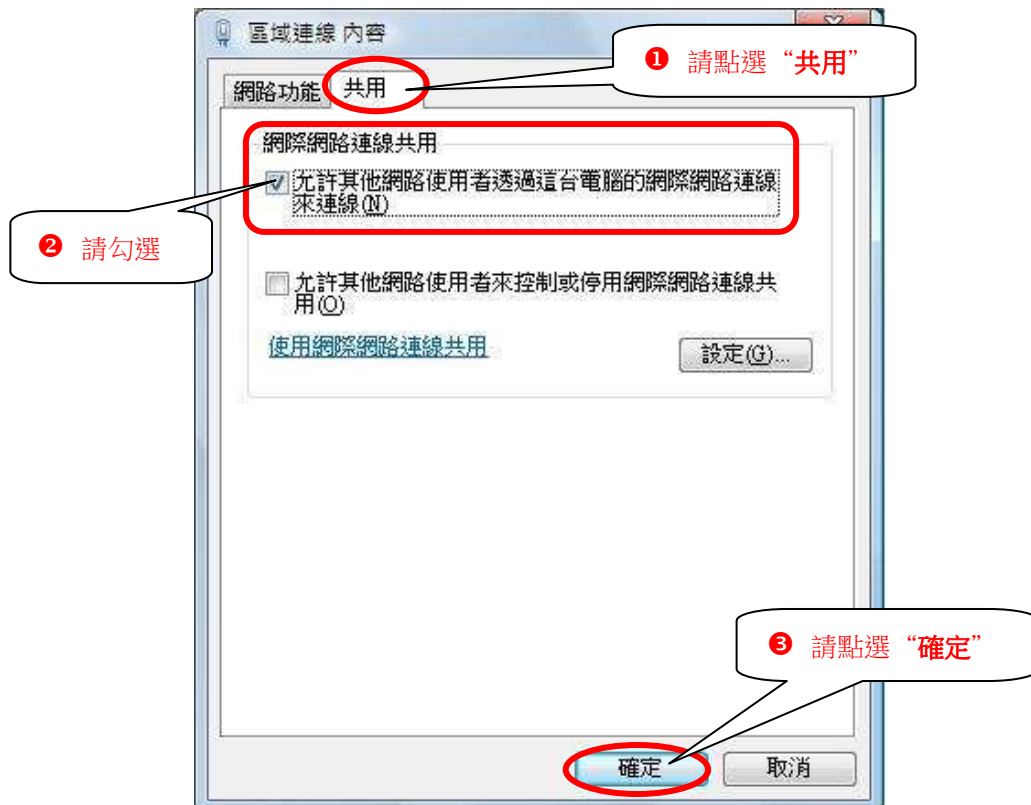 區域連線 內容
❶ 請點選“共用”
網路功能 共用
網際網路連線共用
允許其他網路使用者透過這台電腦的網際網路連線
來連線(N)
❷ 請勾選
允許其他網路使用者來控制或停用網際網路連線共
用(O)
使用網際網路連線共用
設定(G)...
❸ 請點選“確定”
確定 取消